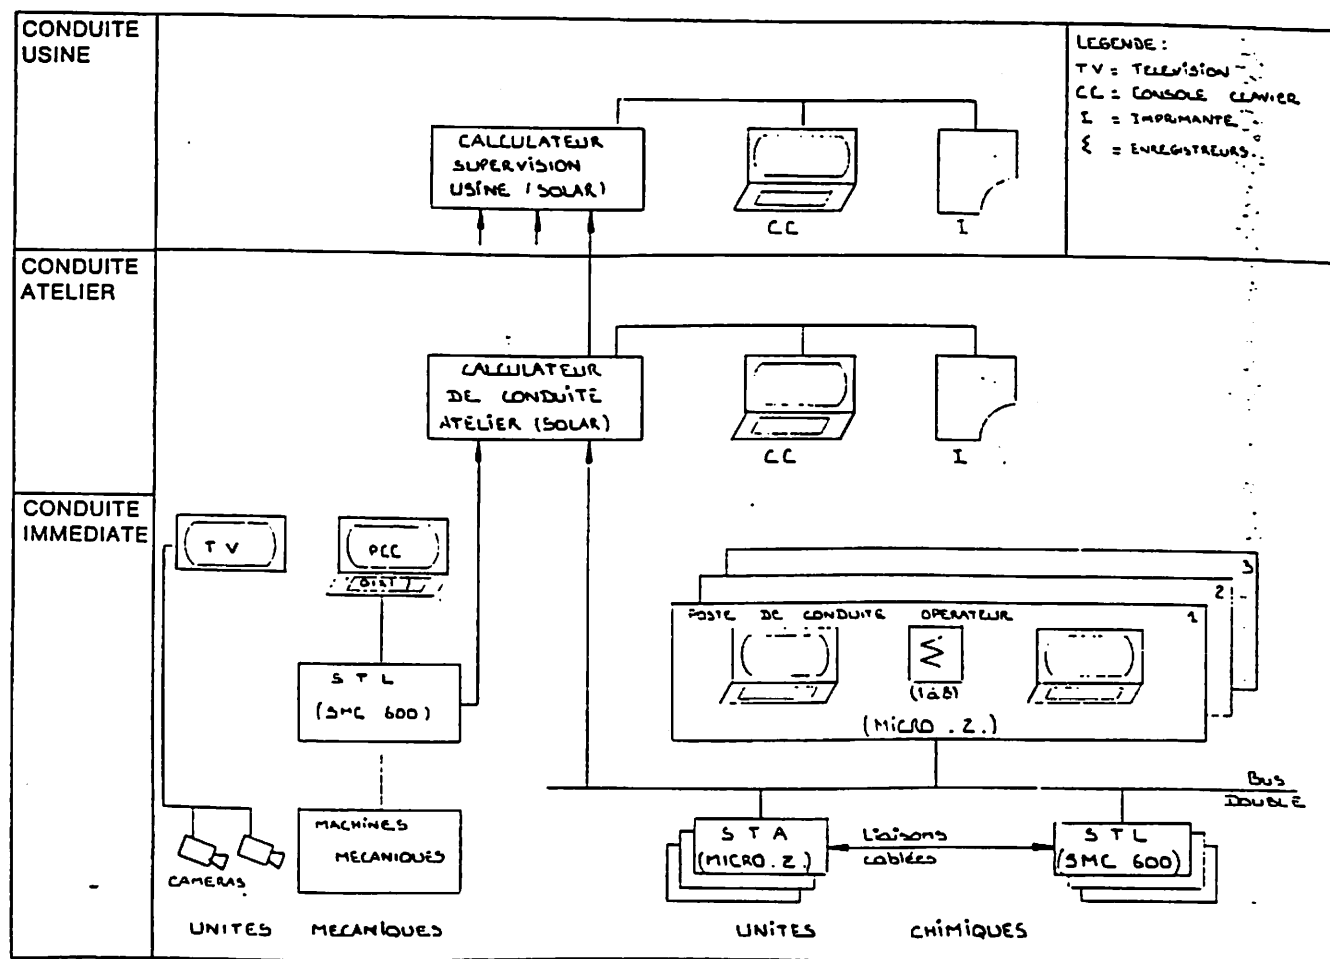 CONDUITE
USINE
LEGENDE :
TV = TELEVISION
CC = CONSOLE CLAVIER
I = IMPRIMANTE
ξ = ENREGISTREURS
CALCULATEUR
SUPERVISION
USINE (SOLAR)
CC
I
CONDUITE
ATELIER
CALCULATEUR
DE CONDUITE
ATELIER (SOLAR)
CC
I
CONDUITE
IMMEDIATE
TV
PCC
3
2
POSTE DE CONDUITE OPERATEUR 1
(1 à 8)
(MICRO . Z .)
S T L
(SMC 600)
BUS
DOUBLE
MACHINES
MECANIQUES
S T A
(MICRO . Z .)
Liaisons
cablées
S T L
(SMC 600)
CAMERAS
UNITES MECANIQUES
UNITES CHIMIQUES